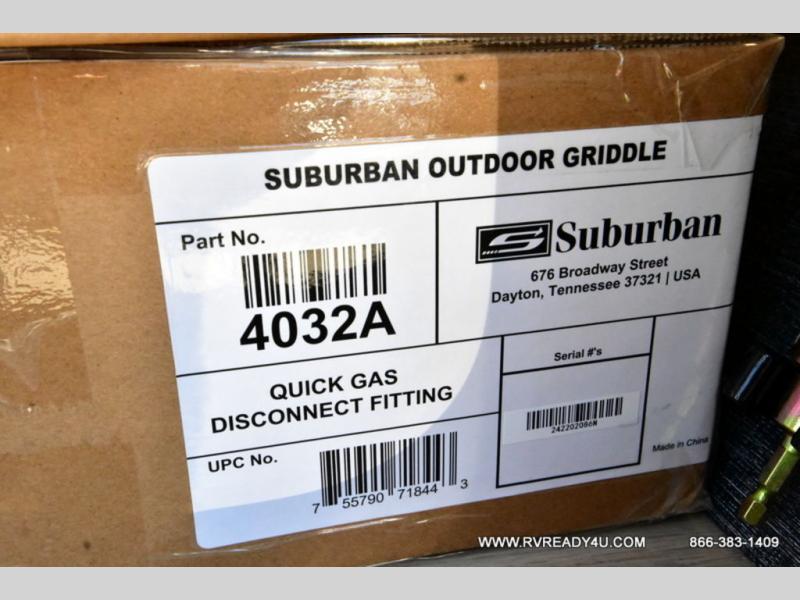 SUBURBAN OUTDOOR GRIDDLE
Part No.
4032A
Suburban
676 Broadway Street
Dayton, Tennessee 37321 | USA
QUICK GAS
DISCONNECT FITTING
Serial #'s
242202086N
UPC No.
7 55790 71844 3
Made in China
WWW.RVREADY4U.COM 866-383-1409